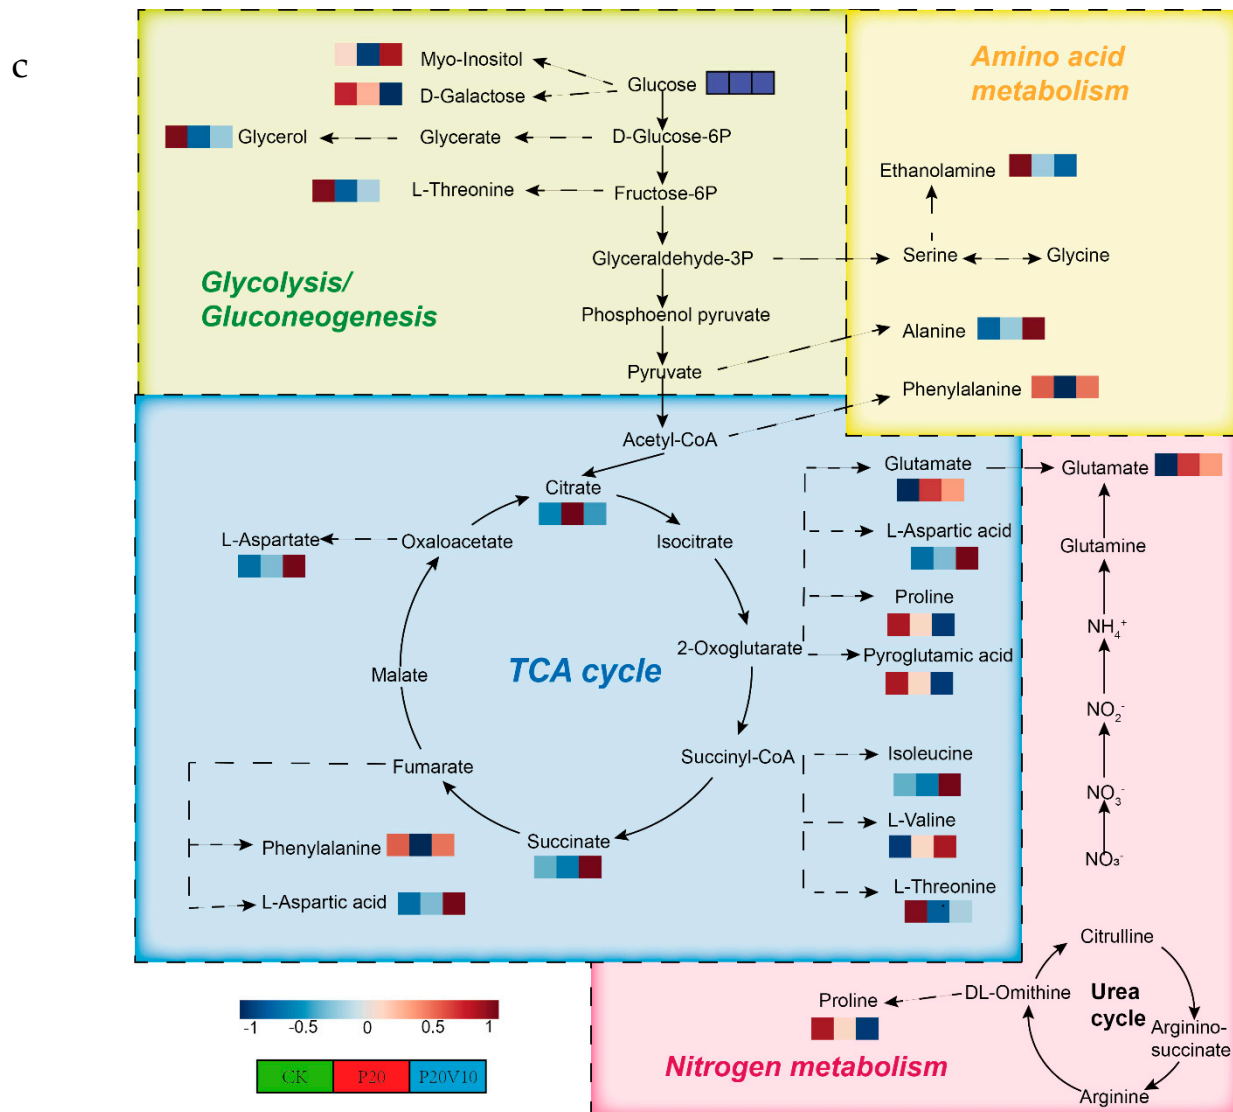 c
Myo-Inositol
D-Galactose
Glucose
Glycerol
Glycerate
D-Glucose-6P
L-Threonine
Fructose-6P
Glyceraldehyde-3P
Phosphoenol pyruvate
Pyruvate
Glycolysis/
Gluconeogenesis
Amino acid
metabolism
Ethanolamine
Serine
Glycine
Alanine
Phenylalanine
Acetyl-CoA
Citrate
Isocitrate
L-Aspartate
Oxaloacetate
2-Oxoglutarate
TCA cycle
Malate
Fumarate
Succinyl-CoA
Succinate
Phenylalanine
L-Aspartic acid
Glutamate
L-Aspartic acid
Proline
Pyroglutamic acid
Isoleucine
L-Valine
L-Threonine
Glutamate
Glutamine
NH₄⁺
NO₂⁻
NO₃⁻
NO₃⁻
Citrulline
DL-Omithine
Urea
cycle
Arginino-
succinate
Arginine
Proline
Nitrogen metabolism
-1 -0.5 0 0.5 1
CK P20 P20V10